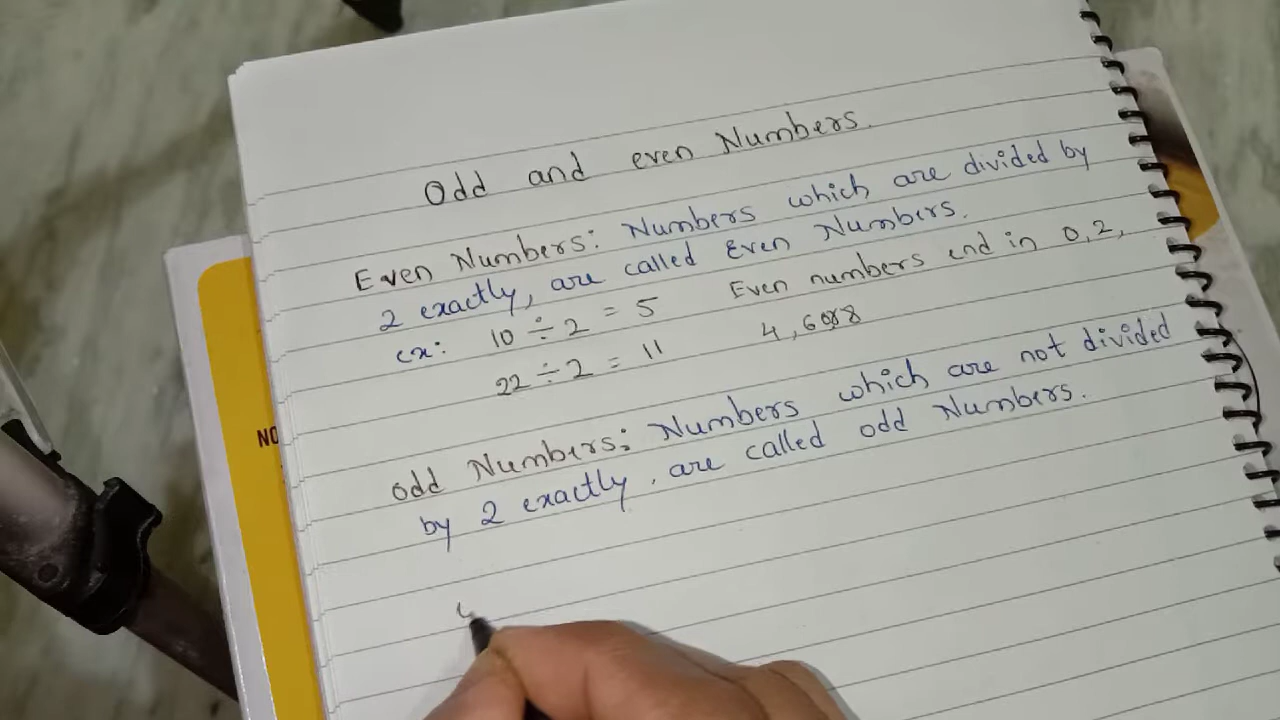 Odd and even Numbers.
Even Numbers: Numbers which are divided by
2 exactly, are called Even Numbers.
ex: 10 ÷ 2 = 5 Even numbers end in 0, 2,
22 ÷ 2 = 11 4, 6 or 8
odd Numbers: Numbers which are not divided
by 2 exactly, are called odd Numbers.
NO